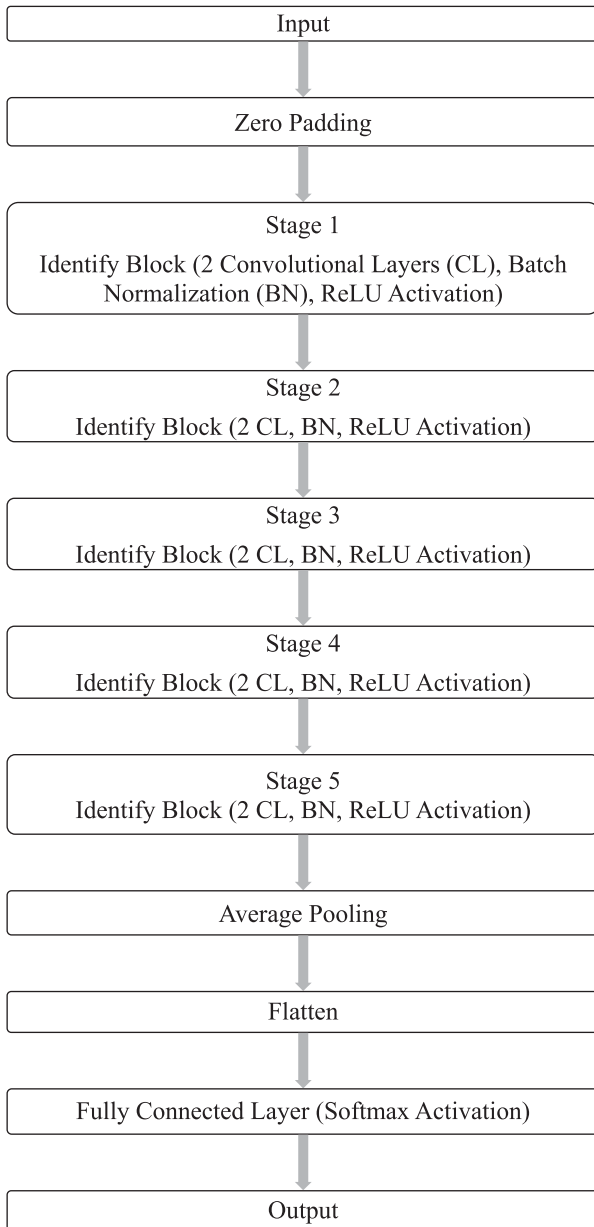 Input
Zero Padding
Stage 1
Identify Block (2 Convolutional Layers (CL), Batch
Normalization (BN), ReLU Activation)
Stage 2
Identify Block (2 CL, BN, ReLU Activation)
Stage 3
Identify Block (2 CL, BN, ReLU Activation)
Stage 4
Identify Block (2 CL, BN, ReLU Activation)
Stage 5
Identify Block (2 CL, BN, ReLU Activation)
Average Pooling
Flatten
Fully Connected Layer (Softmax Activation)
Output